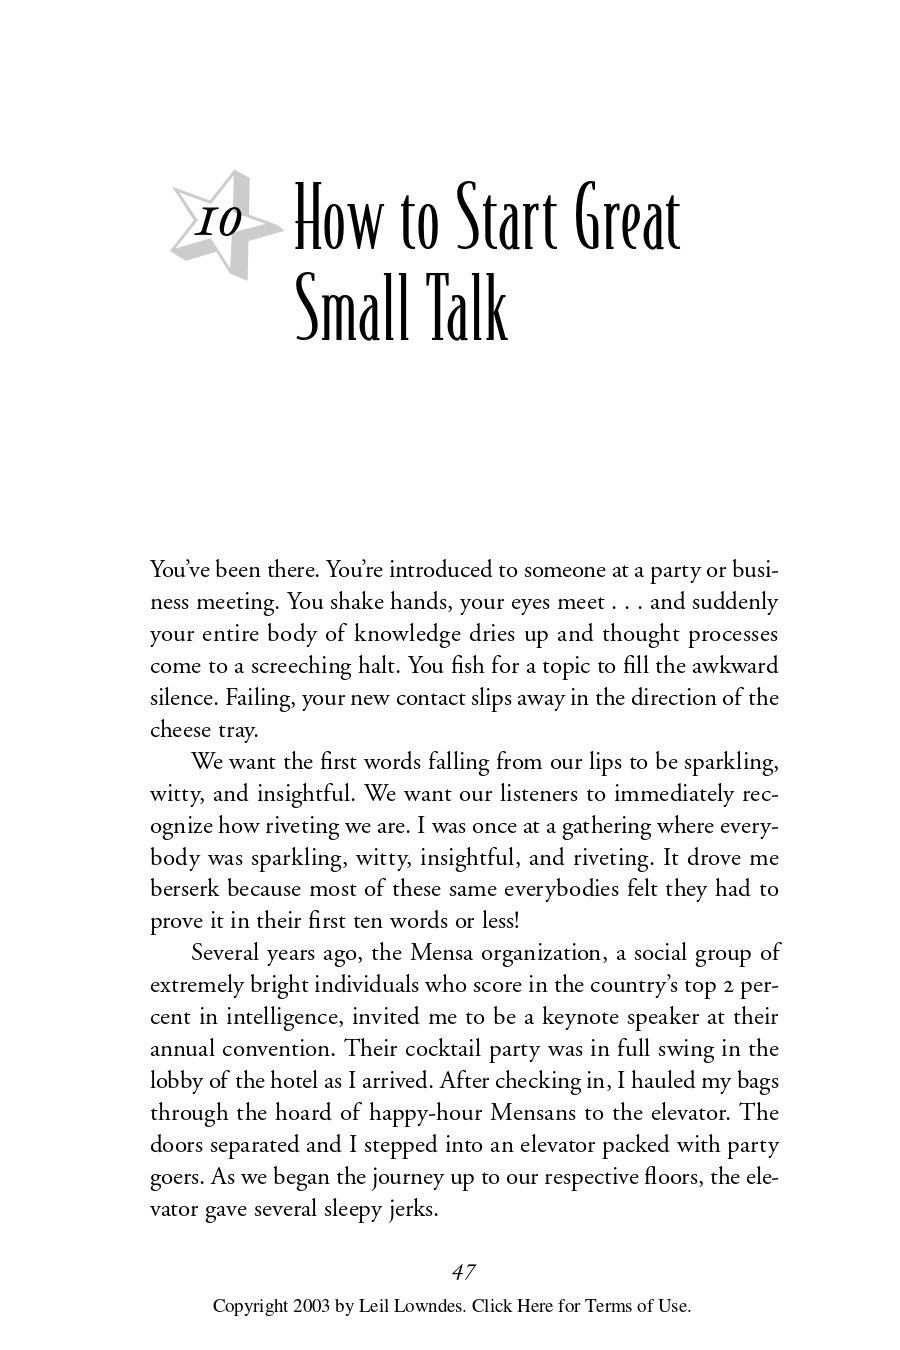 10
How to Start Great
Small Talk
You’ve been there. You’re introduced to someone at a party or busi-
ness meeting. You shake hands, your eyes meet . . . and suddenly
your entire body of knowledge dries up and thought processes
come to a screeching halt. You fish for a topic to fill the awkward
silence. Failing, your new contact slips away in the direction of the
cheese tray.
We want the first words falling from our lips to be sparkling,
witty, and insightful. We want our listeners to immediately rec-
ognize how riveting we are. I was once at a gathering where every-
body was sparkling, witty, insightful, and riveting. It drove me
berserk because most of these same everybodies felt they had to
prove it in their first ten words or less!
Several years ago, the Mensa organization, a social group of
extremely bright individuals who score in the country’s top 2 per-
cent in intelligence, invited me to be a keynote speaker at their
annual convention. Their cocktail party was in full swing in the
lobby of the hotel as I arrived. After checking in, I hauled my bags
through the hoard of happy-hour Mensans to the elevator. The
doors separated and I stepped into an elevator packed with party
goers. As we began the journey up to our respective floors, the ele-
vator gave several sleepy jerks.
47
Copyright 2003 by Leil Lowndes. Click Here for Terms of Use.